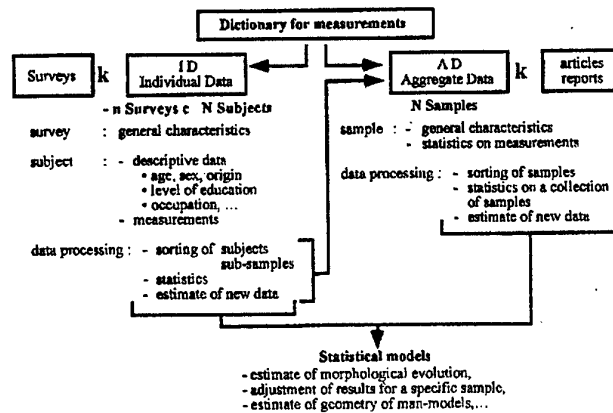 Dictionary for measurements
Surveys k
I D
Individual Data
A D
Aggregate Data
k articles
reports
- n Surveys c N Subjects
survey : general characteristics
subject : - descriptive data
• age, sex, origin
• level of education
• occupation, ...
- measurements
data processing : - sorting of subjects
sub-samples
- statistics
- estimate of new data
N Samples
sample : - general characteristics
- statistics on measurements
data processing : - sorting of samples
- statistics on a collection
of samples
- estimate of new data
Statistical models
- estimate of morphological evolution,
- adjustment of results for a specific sample,
- estimate of geometry of man-models,...